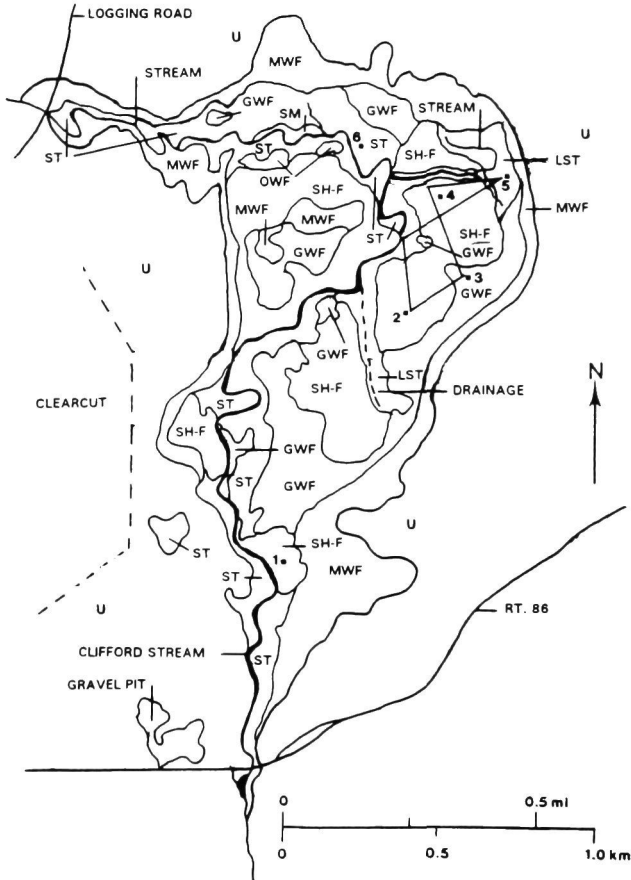 LOGGING ROAD
U
MWF
STREAM
GWF
SM
GWF
STREAM
U
6
ST
ST
ST
SH-F
LST
MWF
OWF
SH-F
4
5
MWF
MWF
MWF
ST
SH-F
GWF
GWF
U
3
GWF
2
GWF
LST
N
SH-F
DRAINAGE
CLEARCUT
ST
SH-F
GWF
ST
GWF
U
ST
SH-F
1
ST
MWF
U
RT. 86
CLIFFORD STREAM
ST
GRAVEL PIT
0 0.5 mi
0 0.5 1.0 km